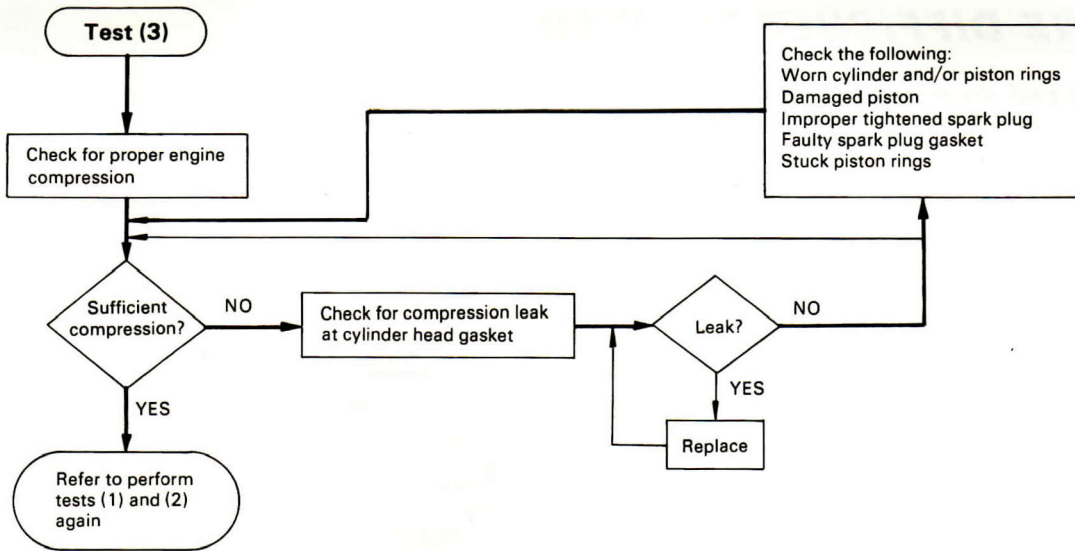 Test (3)
Check for proper engine
compression
Sufficient
compression?
NO
Check for compression leak
at cylinder head gasket
Leak?
NO
YES
Replace
YES
Refer to perform
tests (1) and (2)
again
Check the following:
Worn cylinder and/or piston rings
Damaged piston
Improper tightened spark plug
Faulty spark plug gasket
Stuck piston rings